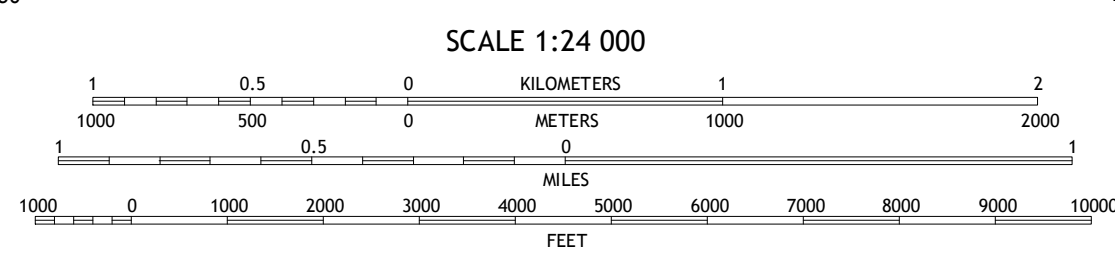 SCALE 1:24 000
1 0.5 0 KILOMETERS 1 2
1000 500 0 METERS 1000 2000
1 0.5 0 1
MILES
1000 0 1000 2000 3000 4000 5000 6000 7000 8000 9000 10000
FEET